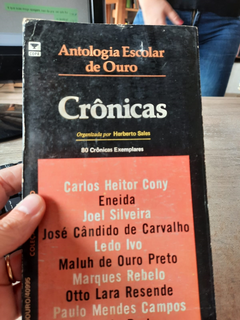 Antologia Escolar
de Ouro
Crônicas
Organizada por Herberto Sales
80 Crônicas Exemplares
Carlos Heitor Cony
Eneida
Joel Silveira
José Cândido de Carvalho
Ledo Ivo
Maluh de Ouro Preto
Marques Rebelo
Otto Lara Resende
Paulo Mendes Campos